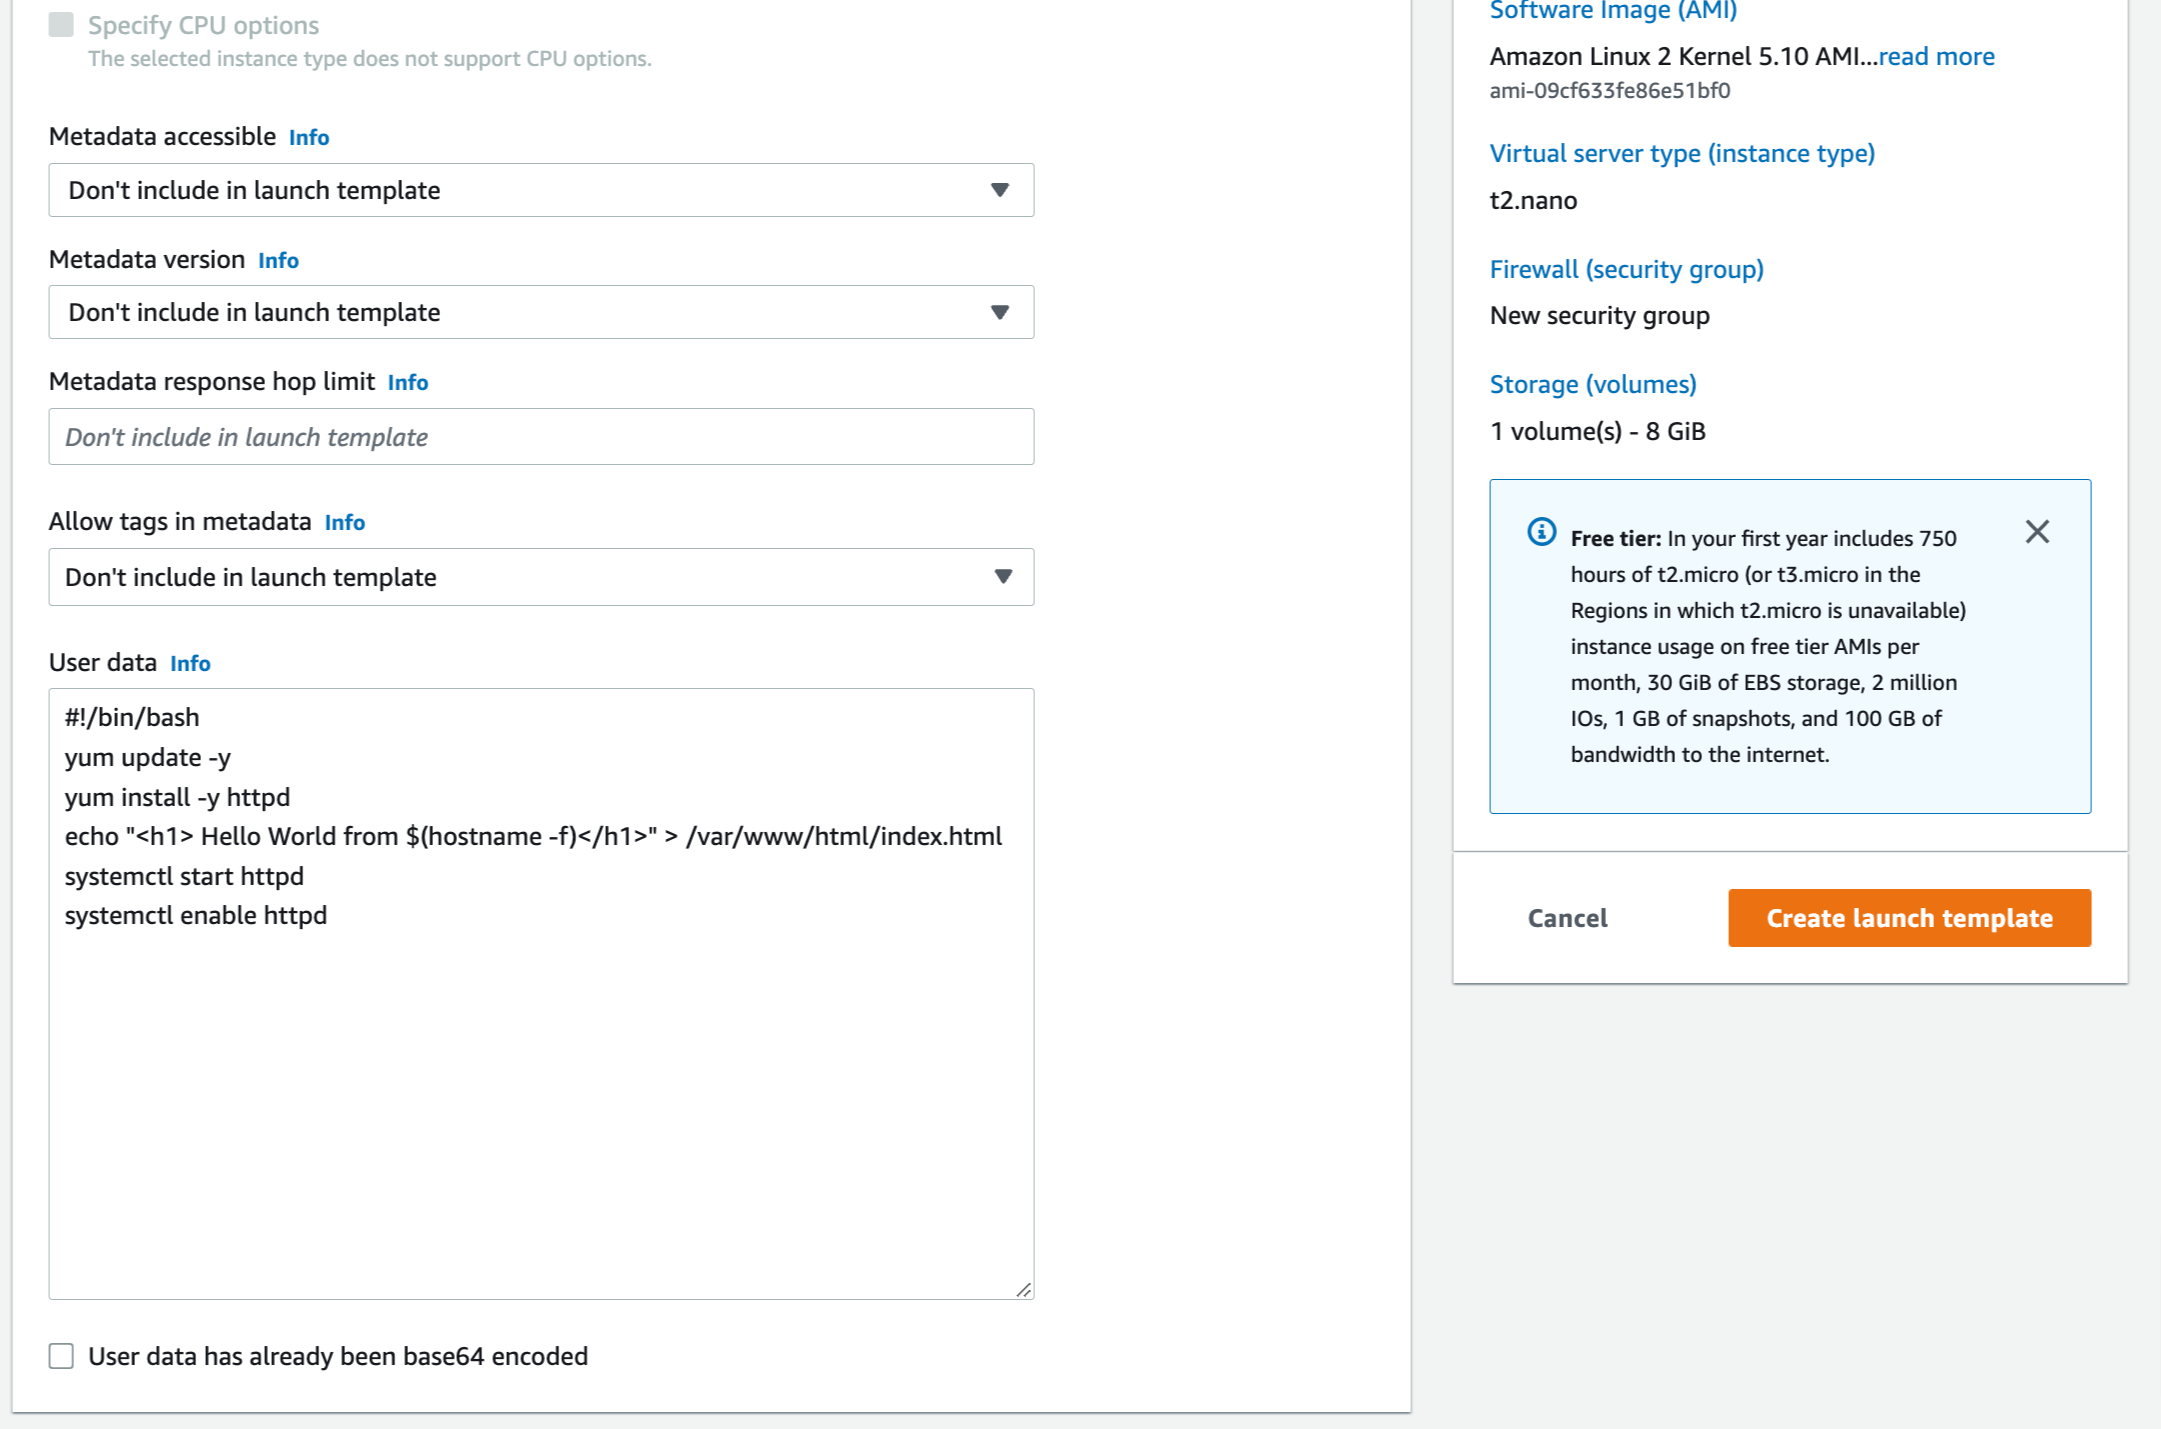 Specify CPU options
The selected instance type does not support CPU options.
Metadata accessible Info
Don't include in launch template
Metadata version Info
Don't include in launch template
Metadata response hop limit Info
Don't include in launch template
Allow tags in metadata Info
Don't include in launch template
User data Info
#!/bin/bash
yum update -y
yum install -y httpd
echo "<h1> Hello World from $(hostname -f)</h1>" > /var/www/html/index.html
systemctl start httpd
systemctl enable httpd
User data has already been base64 encoded
Software Image (AMI)
Amazon Linux 2 Kernel 5.10 AMI...read more
ami-09cf633fe86e51bf0
Virtual server type (instance type)
t2.nano
Firewall (security group)
New security group
Storage (volumes)
1 volume(s) - 8 GiB
Free tier: In your first year includes 750
hours of t2.micro (or t3.micro in the
Regions in which t2.micro is unavailable)
instance usage on free tier AMIs per
month, 30 GiB of EBS storage, 2 million
IOs, 1 GB of snapshots, and 100 GB of
bandwidth to the internet.
Cancel
Create launch template